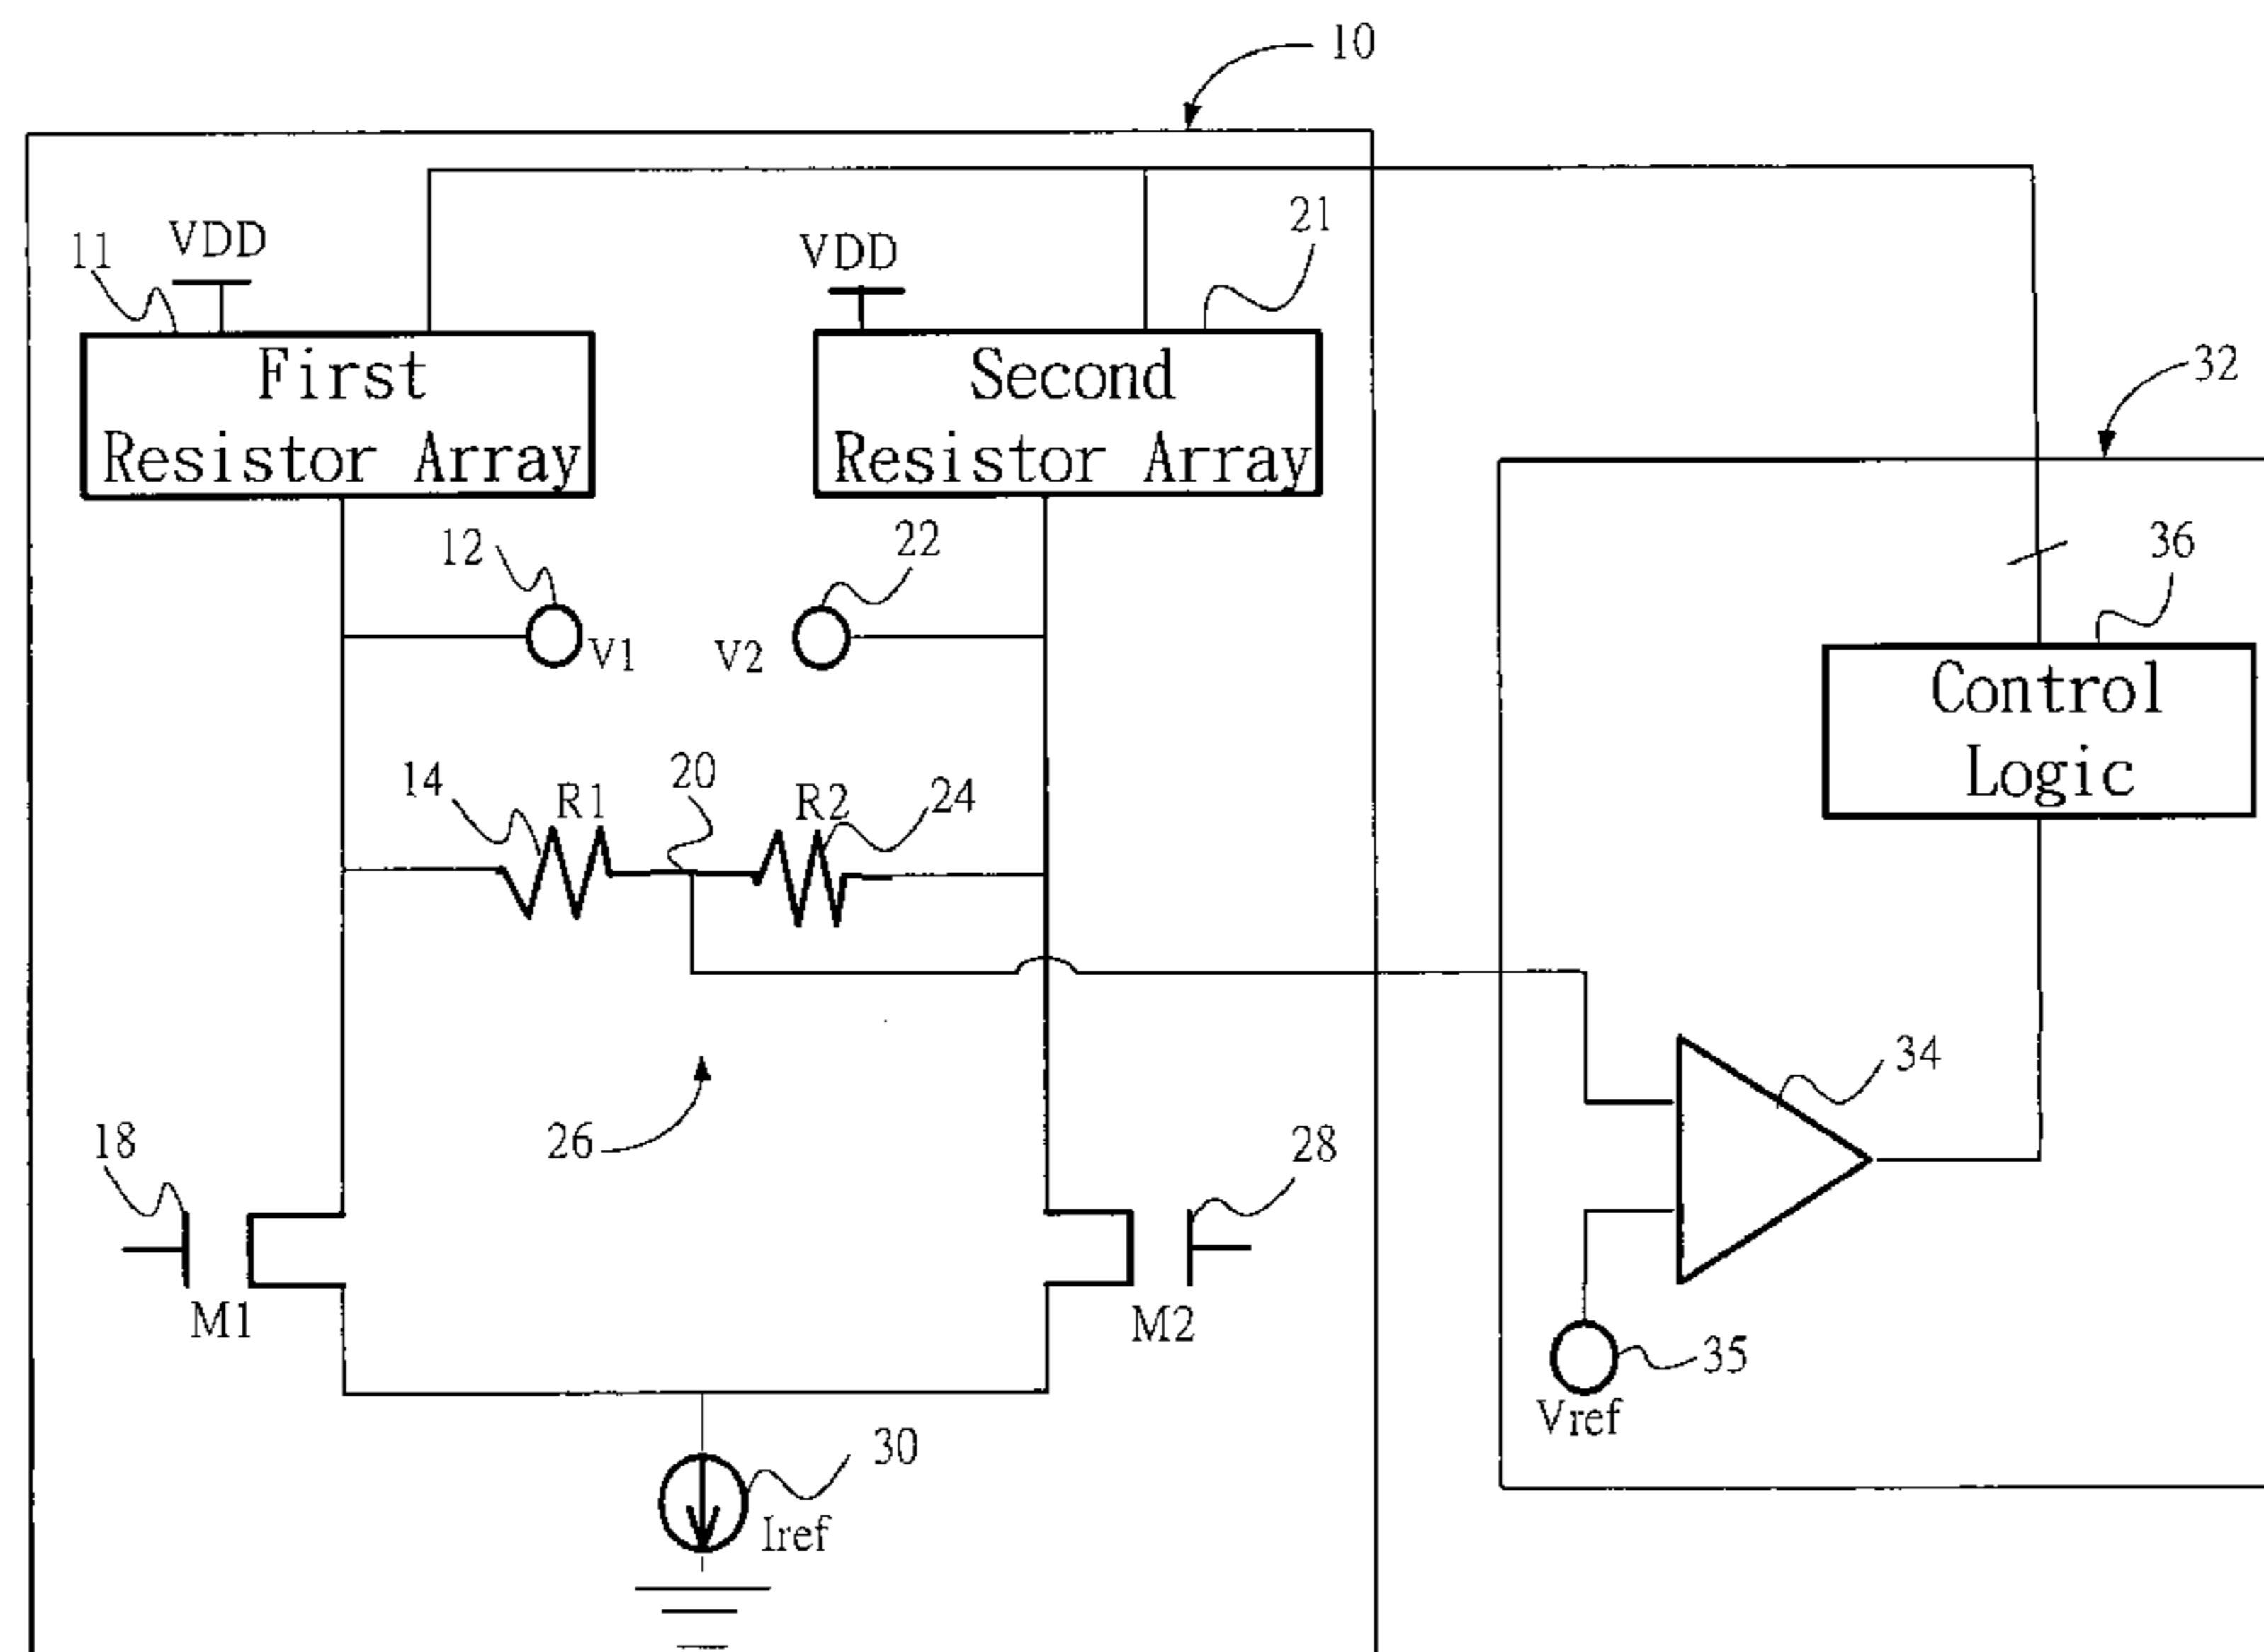 10
11
VDD
VDD
21
First
Resistor Array
Second
Resistor Array
32
12
V1
22
V2
36
Control
Logic
14
R1
20
R2
24
34
26
18
M1
28
M2
35
Vref
30
Iref